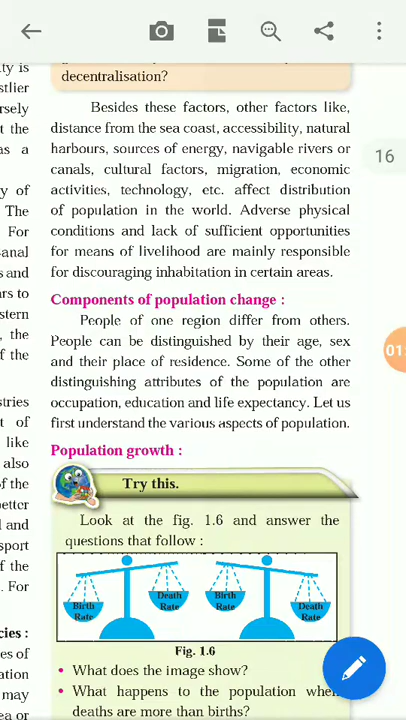 decentralisation?
16
Besides these factors, other factors like,
distance from the sea coast, accessibility, natural
harbours, sources of energy, navigable rivers or
canals, cultural factors, migration, economic
activities, technology, etc. affect distribution
of population in the world. Adverse physical
conditions and lack of sufficient opportunities
for means of livelihood are mainly responsible
for discouraging inhabitation in certain areas.
Components of population change :
People of one region differ from others.
People can be distinguished by their age, sex
and their place of residence. Some of the other
distinguishing attributes of the population are
occupation, education and life expectancy. Let us
first understand the various aspects of population.
Population growth :
Try this.
Look at the fig. 1.6 and answer the
questions that follow :
Birth
Rate
Death
Rate
Birth
Rate
Death
Rate
Fig. 1.6
• What does the image show?
• What happens to the population when
deaths are more than births?